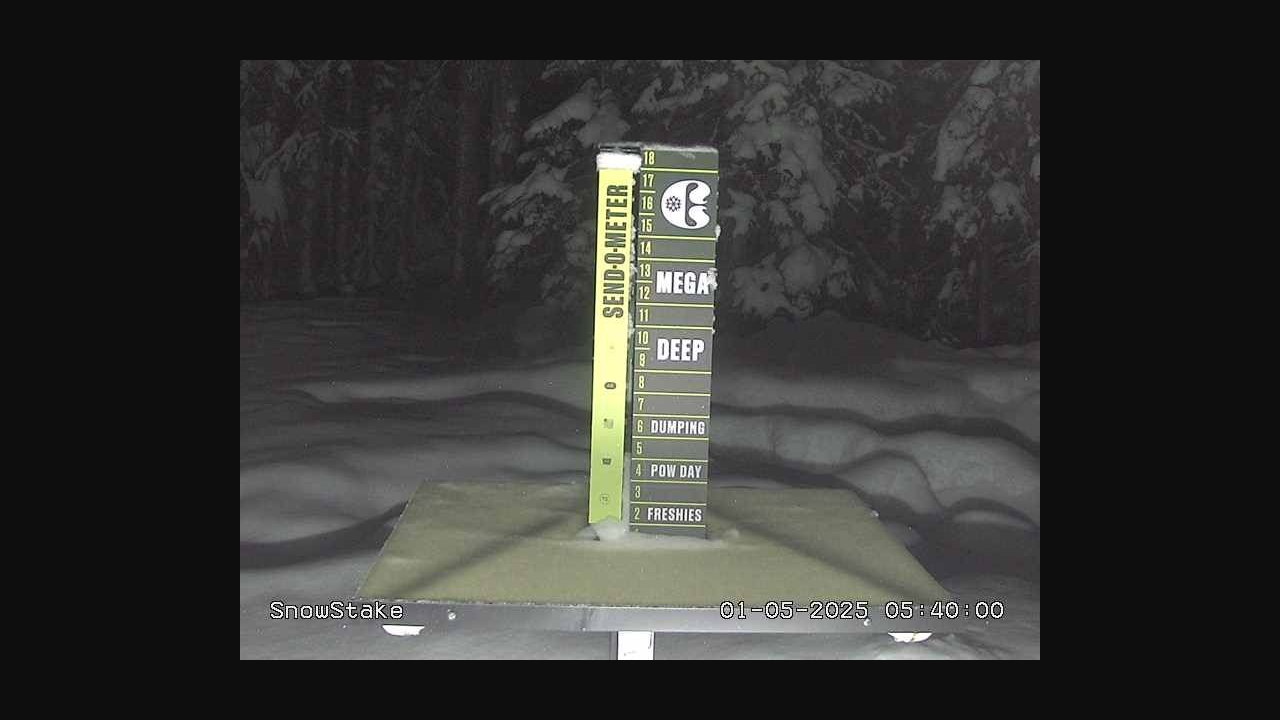 SEND-O-METER
18
17
16
15
14
13
MEGA
12
11
10
DEEP
9
8
7
6 DUMPING
5
4 POW DAY
3
2 FRESHIES
SnowStake
01-05-2025 05:40:00